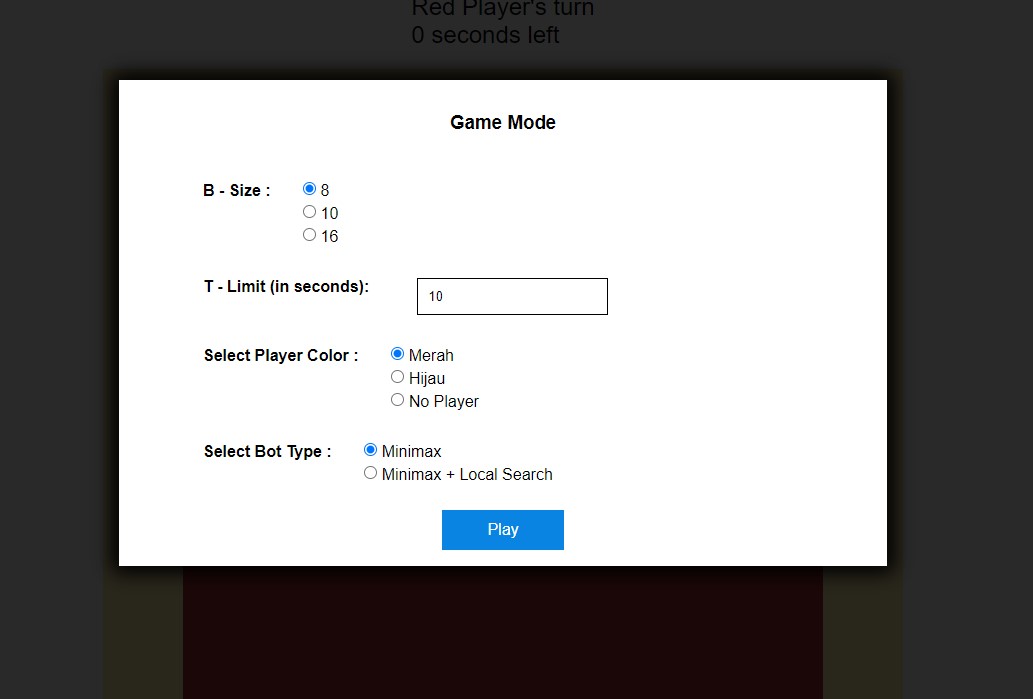 Red Player's turn
0 seconds left
Game Mode
B - Size : 8
10
16
T - Limit (in seconds): 10
Select Player Color : Merah
Hijau
No Player
Select Bot Type : Minimax
Minimax + Local Search
Play